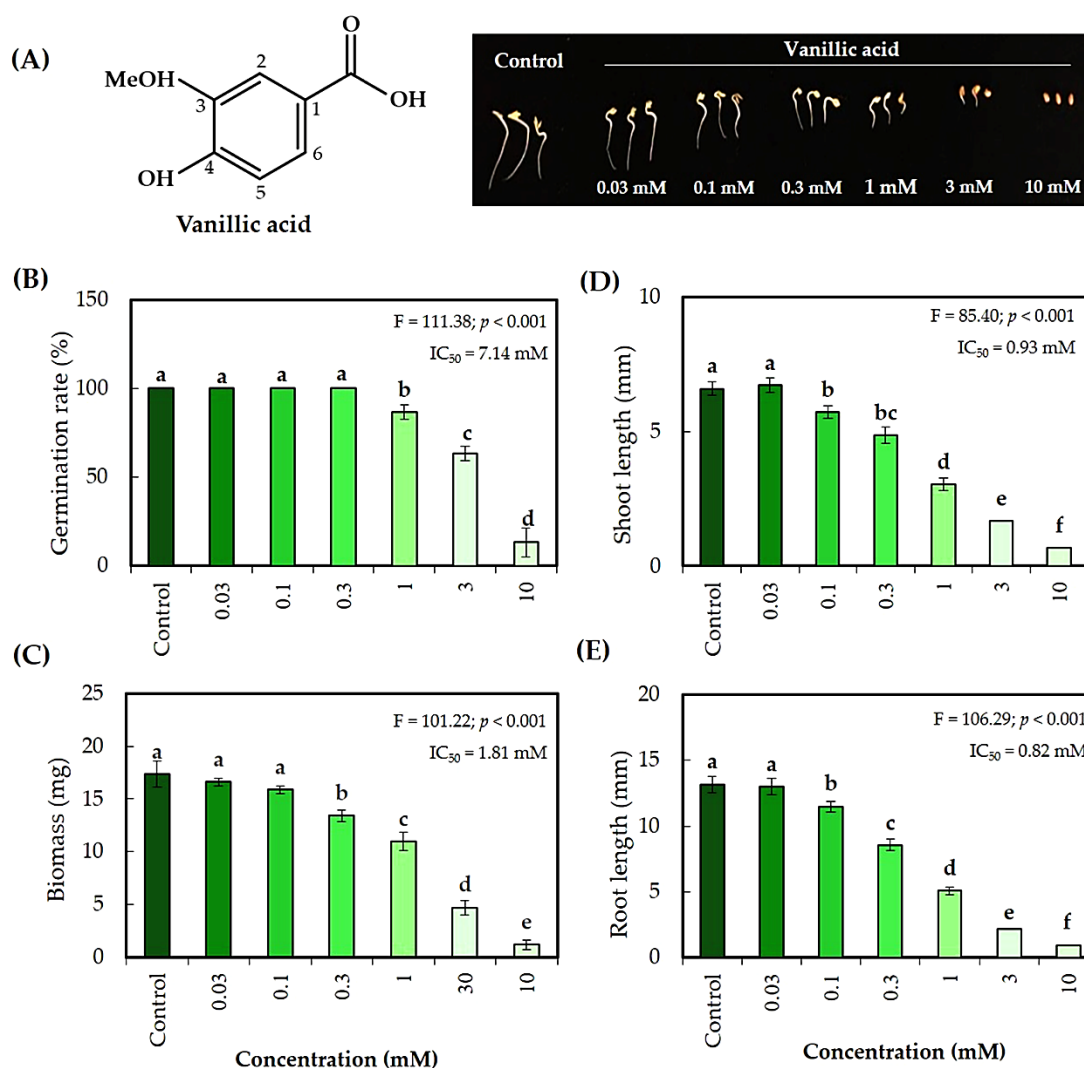 (A)
O
MeOH
2
3
1
OH
4
6
OH
5
Vanillic acid
Control
Vanillic acid
0.03 mM
0.1 mM
0.3 mM
1 mM
3 mM
10 mM
(B)
Germination rate (%)
150
100
50
0
F = 111.38; p < 0.001
IC₅₀ = 7.14 mM
a
a
a
a
b
c
d
Control
0.03
0.1
0.3
1
3
10
(D)
Shoot length (mm)
10
5
0
F = 85.40; p < 0.001
IC₅₀ = 0.93 mM
a
a
b
bc
d
e
f
Control
0.03
0.1
0.3
1
3
10
(C)
Biomass (mg)
25
20
15
10
5
0
F = 101.22; p < 0.001
IC₅₀ = 1.81 mM
a
a
a
b
c
d
e
Control
0.03
0.1
0.3
1
30
10
Concentration (mM)
(E)
Root length (mm)
20
15
10
5
0
F = 106.29; p < 0.001
IC₅₀ = 0.82 mM
a
a
b
c
d
e
f
Control
0.03
0.1
0.3
1
3
10
Concentration (mM)